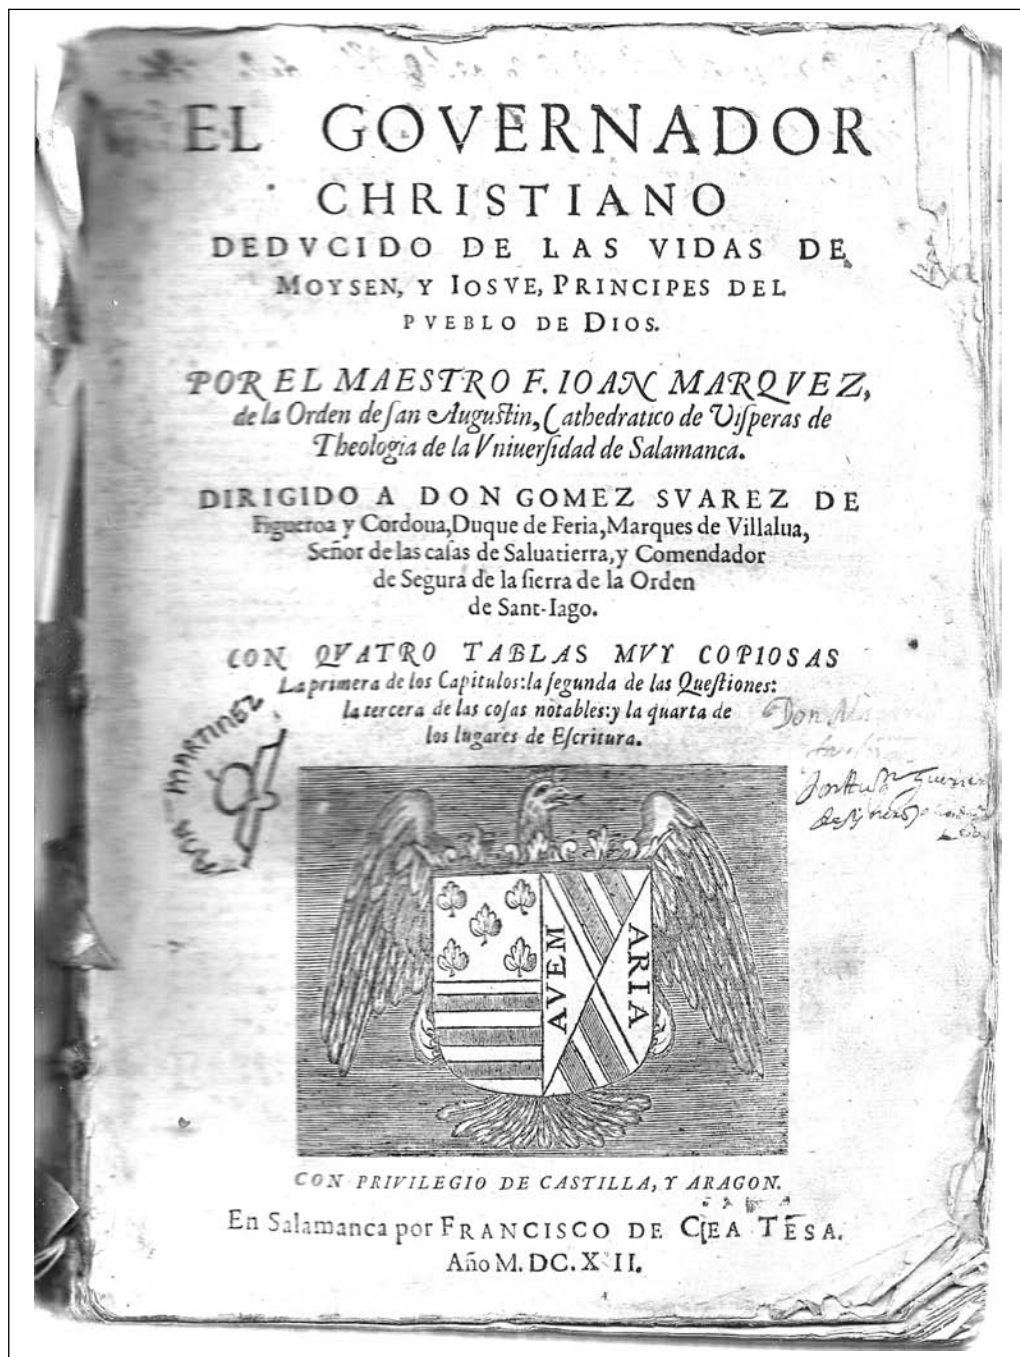 EL GOVERNADOR
CHRISTIANO
DEDVCIDO DE LAS VIDAS DE
MOYSEN, Y IOSVE, PRINCIPES DEL
PVEBLO DE DIOS.
POR EL MAESTRO F. IOAN MARQVEZ,
de la Orden de ſan Auguſtin, Cathedratico de Viſperas de
Theologia de la Vniuerſidad de Salamanca.
DIRIGIDO A DON GOMEZ SVAREZ DE
Figueroa y Cordoua, Duque de Feria, Marques de Villalua,
Señor de las caſas de Saluatierra, y Comendador
de Segura de la ſierra de la Orden
de Sant-Iago.
CON QVATRO TABLAS MVY COPIOSAS
La primera de los Capitulos: la ſegunda de las Queſtiones:
la tercera de las coſas notables: y la quarta de
los lugares de Eſcritura.
MARTINEZ
Don
AVEM
ARIA
CON PRIVILEGIO DE CASTILLA, Y ARAGON.
En Salamanca por FRANCISCO DE CEA TESA.
Año M. DC. XII.